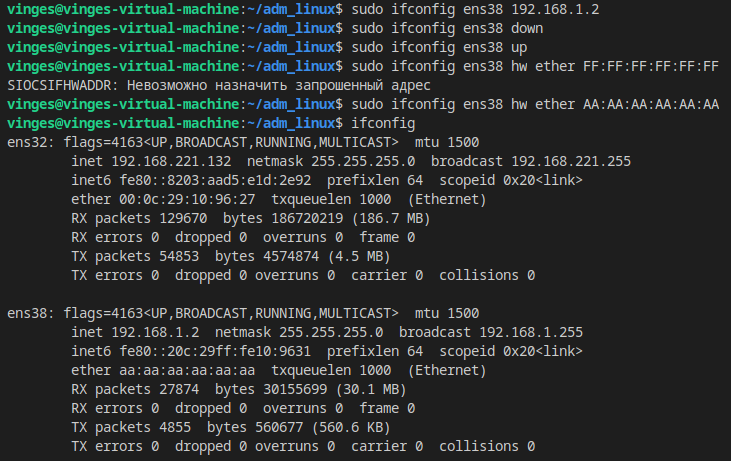 vinges@vinges-virtual-machine:~/adm_linux$ sudo ifconfig ens38 192.168.1.2
vinges@vinges-virtual-machine:~/adm_linux$ sudo ifconfig ens38 down
vinges@vinges-virtual-machine:~/adm_linux$ sudo ifconfig ens38 up
vinges@vinges-virtual-machine:~/adm_linux$ sudo ifconfig ens38 hw ether FF:FF:FF:FF:FF:FF
SIOCSIFHWADDR: Невозможно назначить запрошенный адрес
vinges@vinges-virtual-machine:~/adm_linux$ sudo ifconfig ens38 hw ether AA:AA:AA:AA:AA:AA
vinges@vinges-virtual-machine:~/adm_linux$ ifconfig
ens32: flags=4163<UP,BROADCAST,RUNNING,MULTICAST>  mtu 1500
        inet 192.168.221.132  netmask 255.255.255.0  broadcast 192.168.221.255
        inet6 fe80::8203:aad5:e1d:2e92  prefixlen 64  scopeid 0x20<link>
        ether 00:0c:29:10:96:27  txqueuelen 1000  (Ethernet)
        RX packets 129670  bytes 186720219 (186.7 MB)
        RX errors 0  dropped 0  overruns 0  frame 0
        TX packets 54853  bytes 4574874 (4.5 MB)
        TX errors 0  dropped 0 overruns 0  carrier 0  collisions 0

ens38: flags=4163<UP,BROADCAST,RUNNING,MULTICAST>  mtu 1500
        inet 192.168.1.2  netmask 255.255.255.0  broadcast 192.168.1.255
        inet6 fe80::20c:29ff:fe10:9631  prefixlen 64  scopeid 0x20<link>
        ether aa:aa:aa:aa:aa:aa  txqueuelen 1000  (Ethernet)
        RX packets 27874  bytes 30155699 (30.1 MB)
        RX errors 0  dropped 0  overruns 0  frame 0
        TX packets 4855  bytes 560677 (560.6 KB)
        TX errors 0  dropped 0 overruns 0  carrier 0  collisions 0